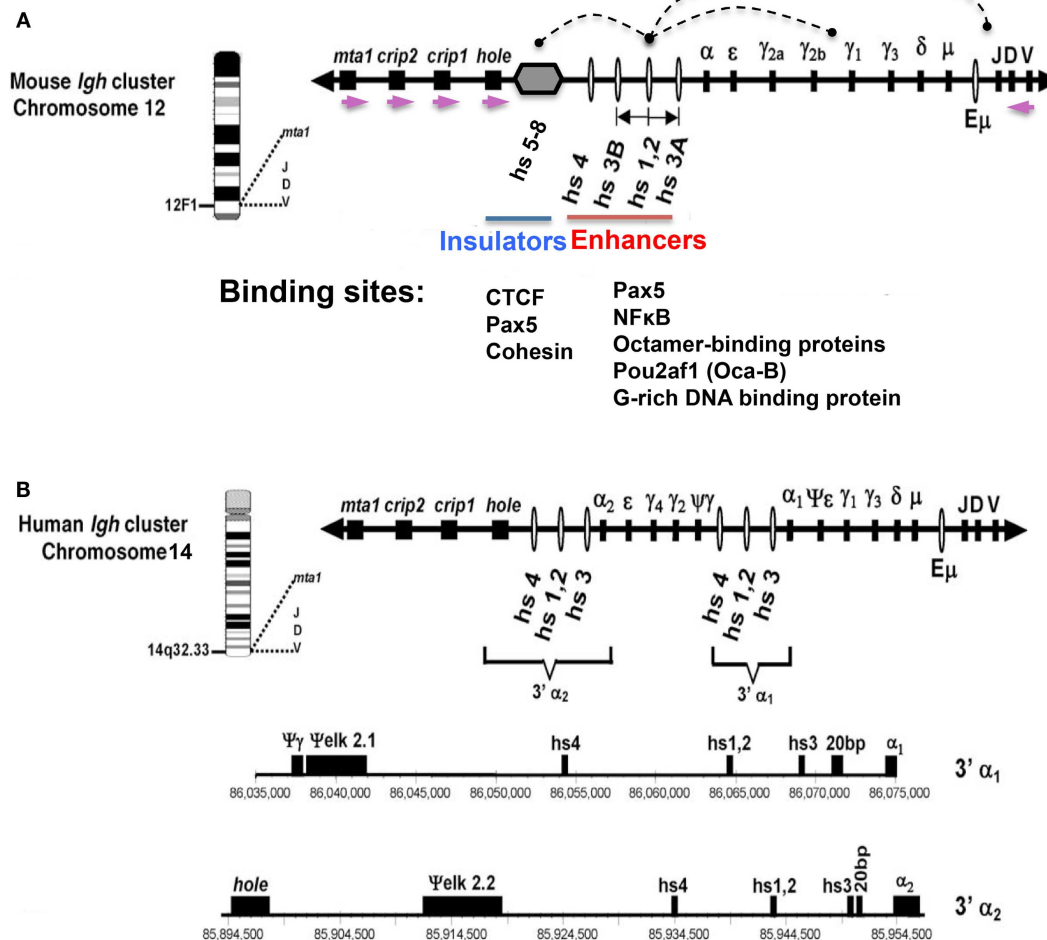 A
mta1 crip2 crip1 hole
α ε γ2a γ2b γ1 γ3 δ μ
J D V
Mouse Igh cluster
Chromosome 12
mta1
J
D
V
12F1
Eμ
hs 5-8
hs 4
hs 3B
hs 1,2
hs 3A
Insulators Enhancers
Binding sites:
CTCF
Pax5
Cohesin
Pax5
NFκB
Octamer-binding proteins
Pou2af1 (Oca-B)
G-rich DNA binding protein
B
mta1 crip2 crip1 hole
α2 ε γ4 γ2 ψγ
α1 Ψε γ1 γ3 δ μ
JD V
Human Igh cluster
Chromosome14
mta1
J
D
V
14q32.33
Eμ
hs 4
hs 1,2
hs 3
hs 4
hs 1,2
hs 3
3' α2
3' α1
Ψγ Ψelk 2.1 hs4 hs1,2 hs3 20bp α1
3' α1
86,035,000 86,040,000 86,045,000 86,050,000 86,055,000 86,060,000 86,065,000 86,070,000 86,075,000
hole Ψelk 2.2 hs4 hs1,2 hs3 20bp α2
3' α2
85,894,500 85,904,500 85,914,500 85,924,500 85,934,500 85,944,500 85,954,500